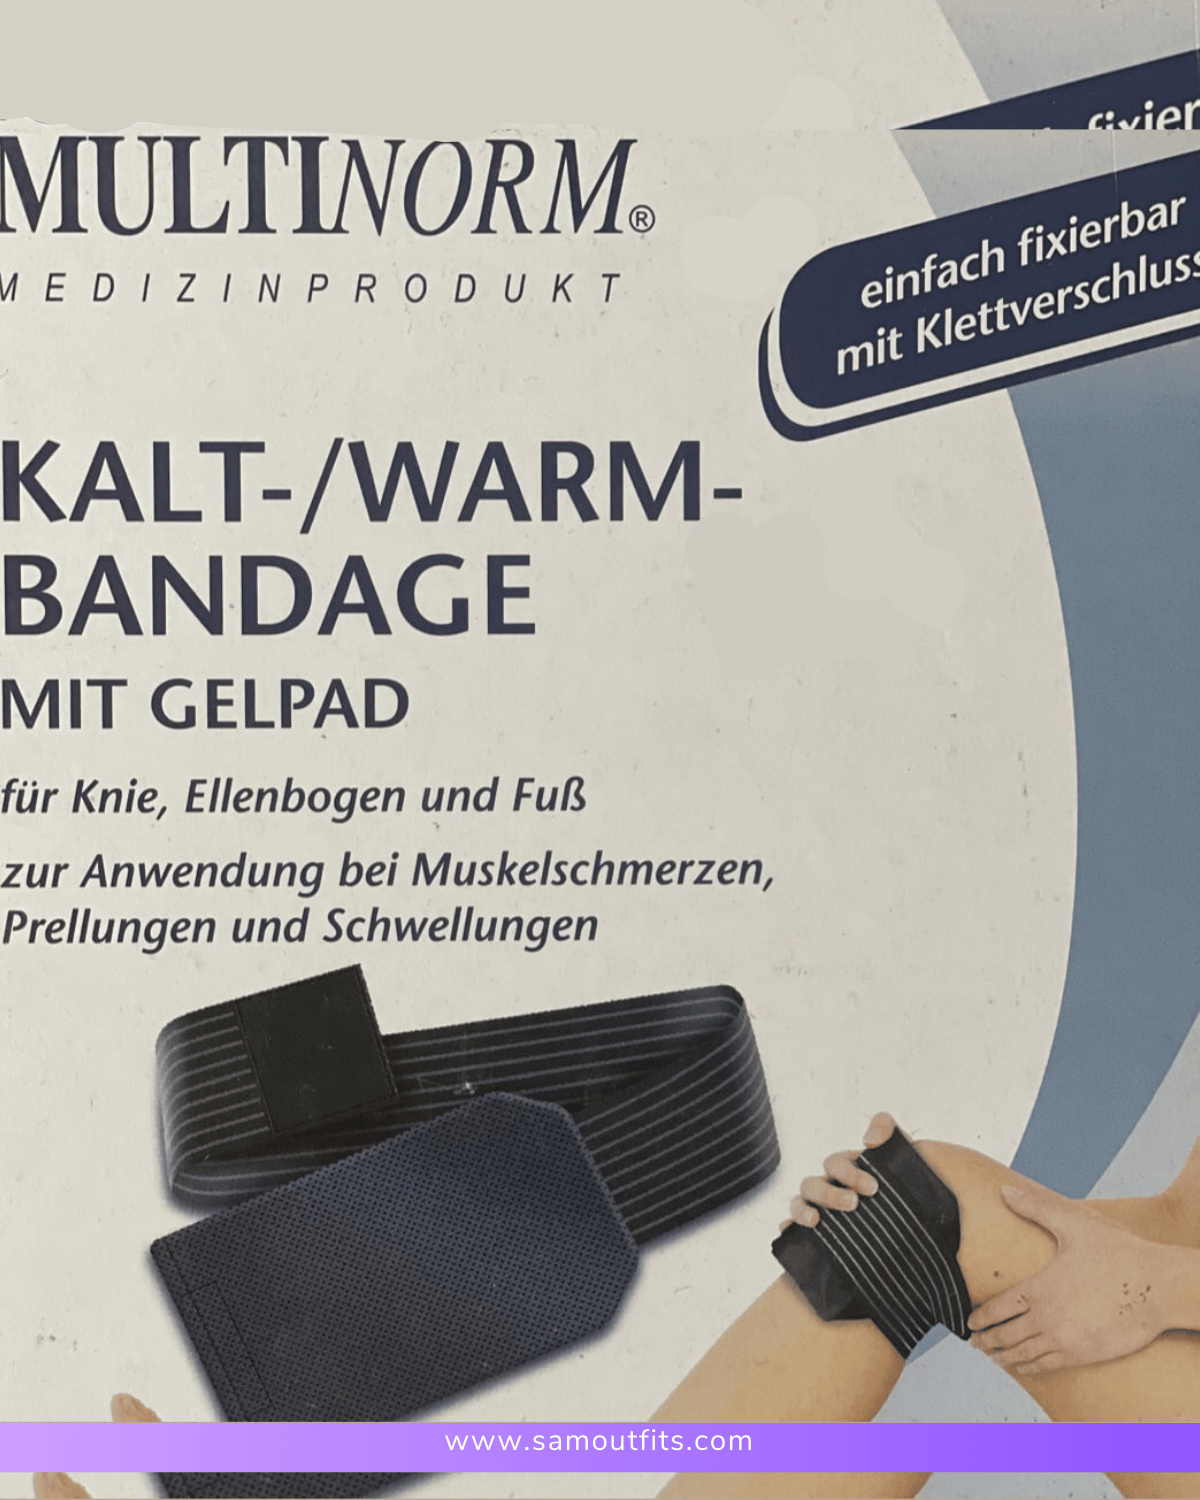 fixier
MULTINORM®
MEDIZINPRODUKT
einfach fixierbar
mit Klettverschluss
KALT-/WARM-
BANDAGE
MIT GELPAD
für Knie, Ellenbogen und Fuß
zur Anwendung bei Muskelschmerzen,
Prellungen und Schwellungen
www.samoutfits.com